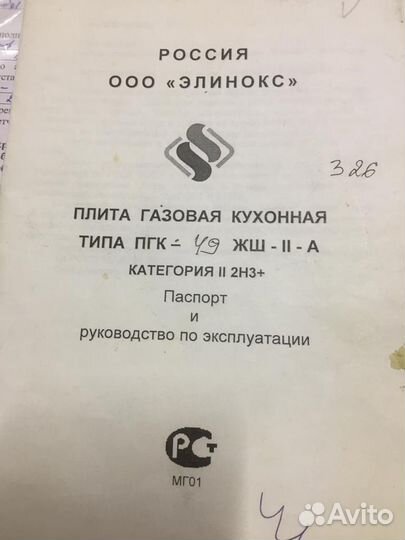 РОССИЯ
ООО «ЭЛИНОКС»
326
ПЛИТА ГАЗОВАЯ КУХОННАЯ
ТИПА ПГК - 49 ЖШ - II - А
КАТЕГОРИЯ II 2Н3+
Паспорт
и
руководство по эксплуатации
РСТ
МГ01
Avito